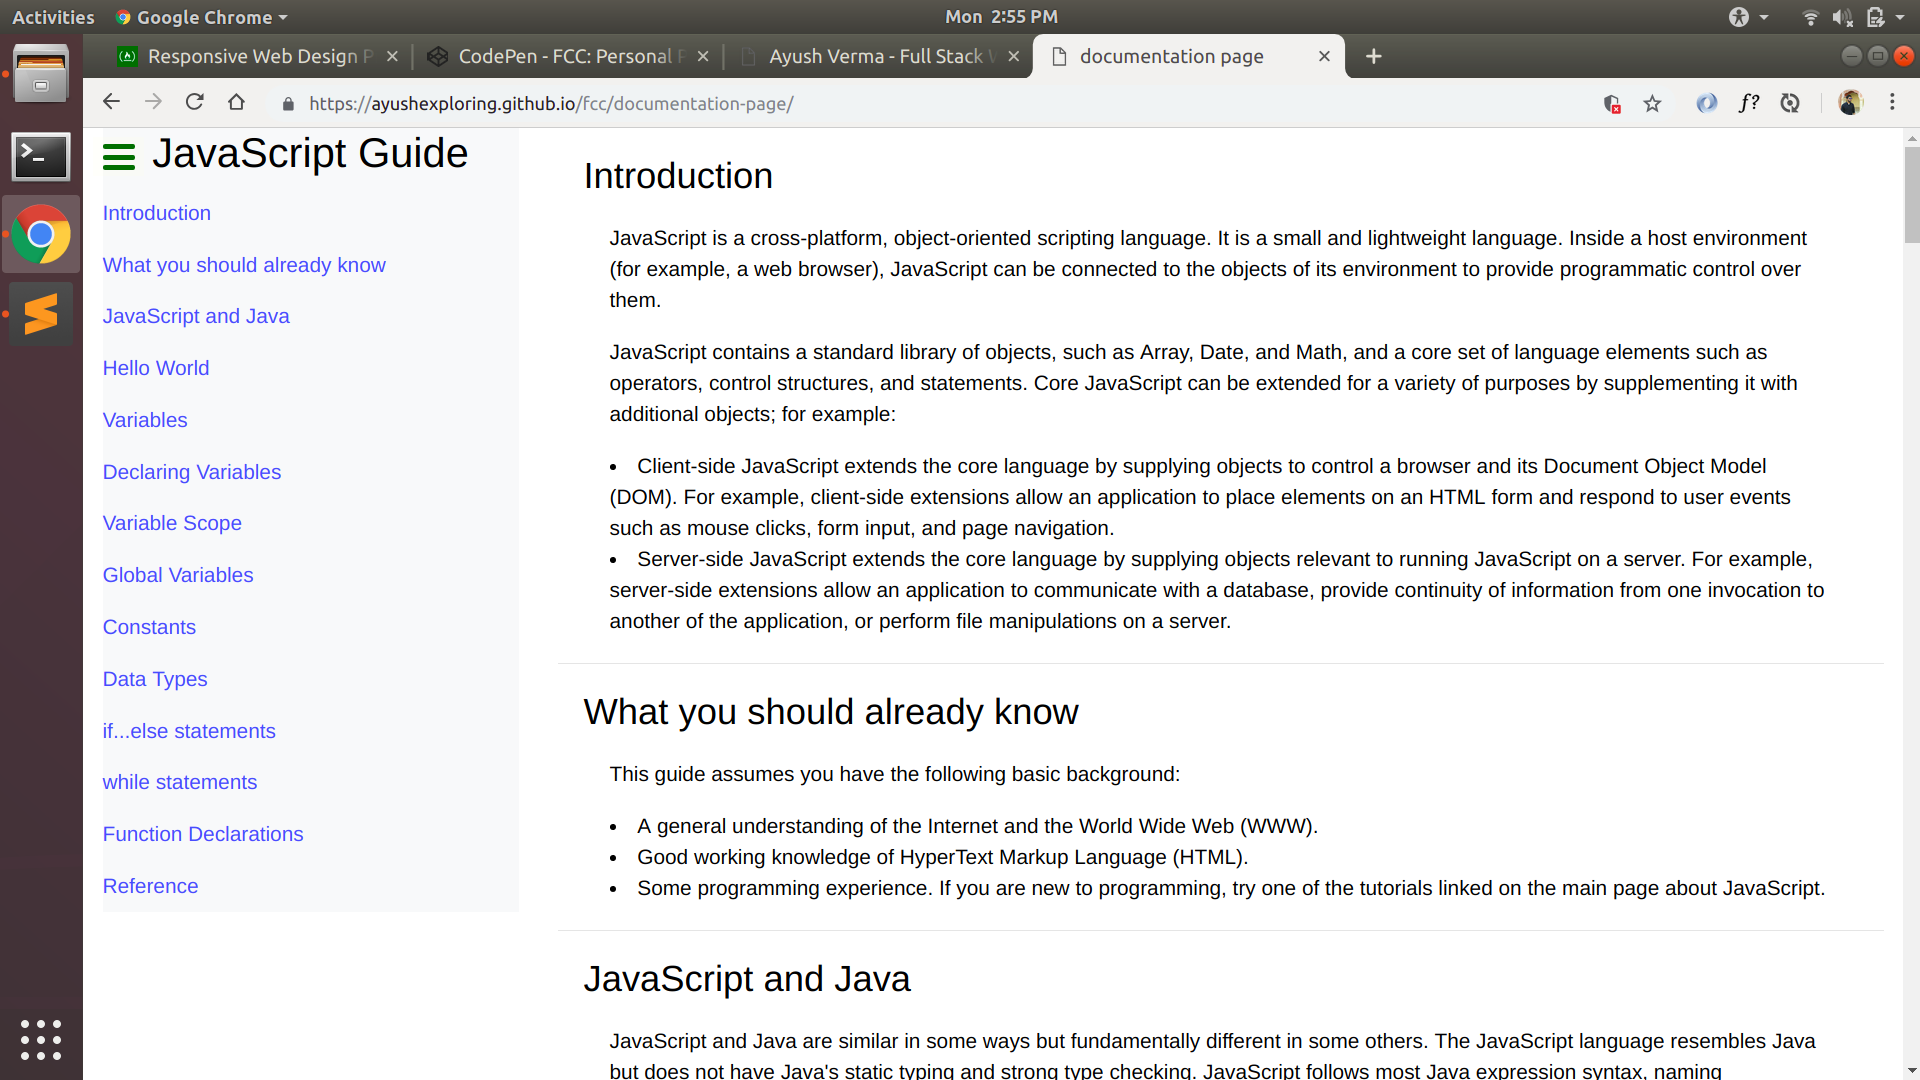 Activities Google Chrome Mon 2:55 PM
Responsive Web Design P CodePen - FCC: Personal P Ayush Verma - Full Stack W documentation page
https://ayushexploring.github.io/fcc/documentation-page/ f?
JavaScript Guide
Introduction
What you should already know
JavaScript and Java
Hello World
Variables
Declaring Variables
Variable Scope
Global Variables
Constants
Data Types
if...else statements
while statements
Function Declarations
Reference
Introduction
JavaScript is a cross-platform, object-oriented scripting language. It is a small and lightweight language. Inside a host environment
(for example, a web browser), JavaScript can be connected to the objects of its environment to provide programmatic control over
them.
JavaScript contains a standard library of objects, such as Array, Date, and Math, and a core set of language elements such as
operators, control structures, and statements. Core JavaScript can be extended for a variety of purposes by supplementing it with
additional objects; for example:
• Client-side JavaScript extends the core language by supplying objects to control a browser and its Document Object Model
(DOM). For example, client-side extensions allow an application to place elements on an HTML form and respond to user events
such as mouse clicks, form input, and page navigation.
• Server-side JavaScript extends the core language by supplying objects relevant to running JavaScript on a server. For example,
server-side extensions allow an application to communicate with a database, provide continuity of information from one invocation to
another of the application, or perform file manipulations on a server.
What you should already know
This guide assumes you have the following basic background:
• A general understanding of the Internet and the World Wide Web (WWW).
• Good working knowledge of HyperText Markup Language (HTML).
• Some programming experience. If you are new to programming, try one of the tutorials linked on the main page about JavaScript.
JavaScript and Java
JavaScript and Java are similar in some ways but fundamentally different in some others. The JavaScript language resembles Java
but does not have Java's static typing and strong type checking. JavaScript follows most Java expression syntax, naming